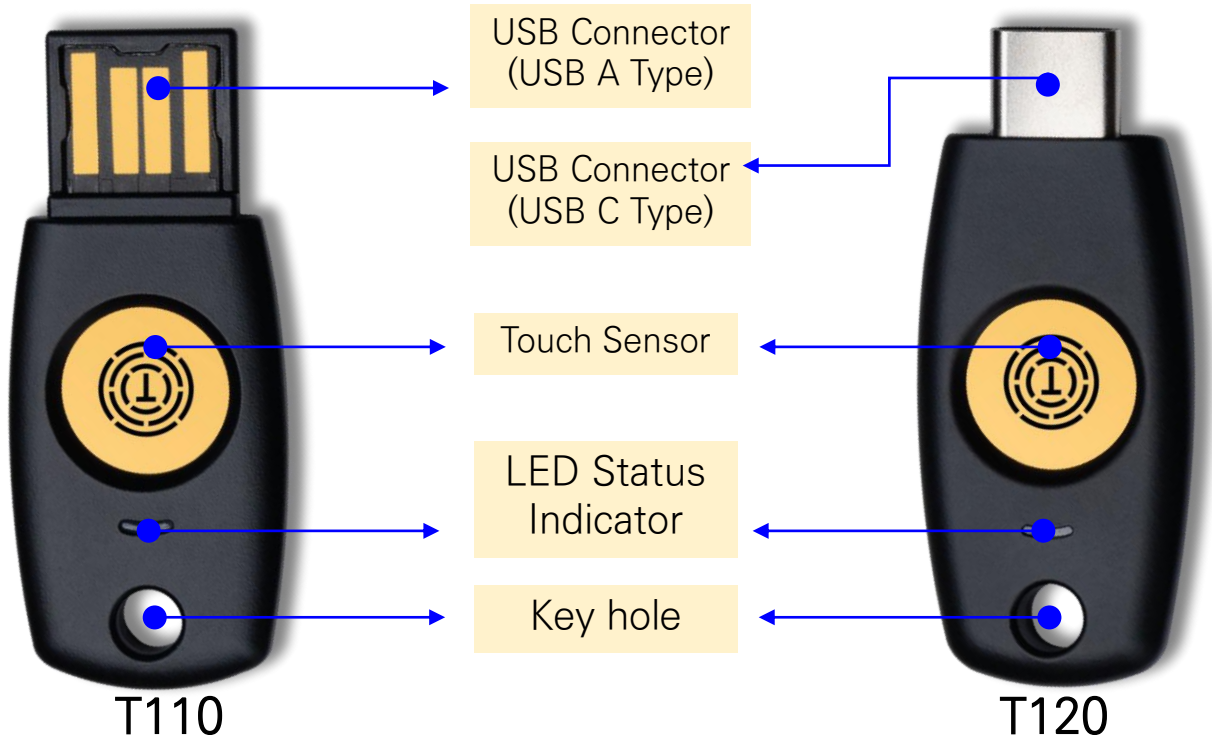 USB Connector
(USB A Type)
USB Connector
(USB C Type)
Touch Sensor
LED Status
Indicator
Key hole
T110
T120